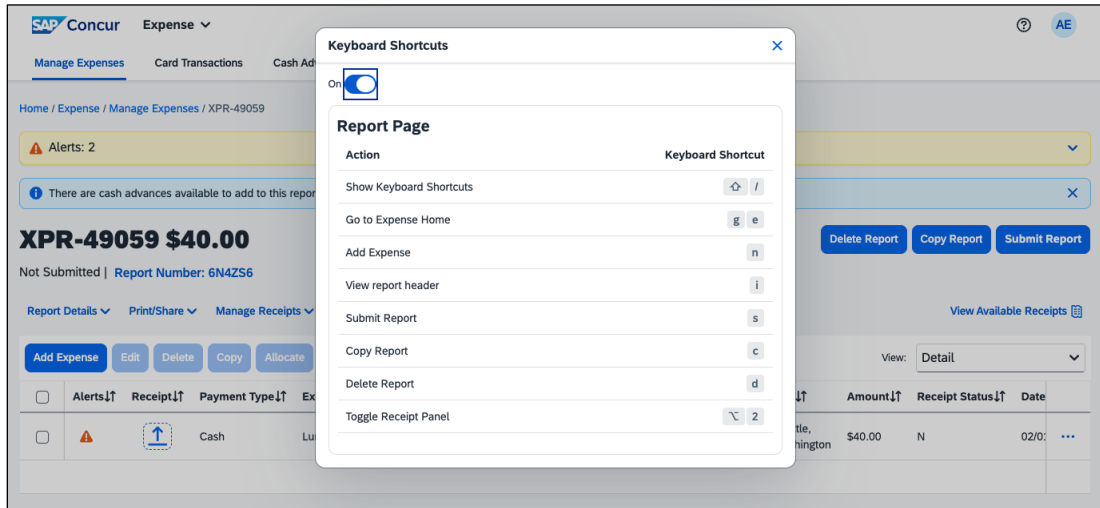 SAP Concur Expense
AE
Manage Expenses Card Transactions Cash Ad
Keyboard Shortcuts
On
Home / Expense / Manage Expenses / XPR-49059
Alerts: 2
There are cash advances available to add to this repor
XPR-49059 $40.00
Delete Report Copy Report Submit Report
Not Submitted | Report Number: 6N4ZS6
Report Details Print/Share Manage Receipts
View Available Receipts
Add Expense Edit Delete Copy Allocate
View: Detail
Alerts Receipt Payment Type Ex
Amount Receipt Status Date
Cash Lu
tle,
hington $40.00 N 02/0
Report Page
Action Keyboard Shortcut
Show Keyboard Shortcuts ⇧ /
Go to Expense Home g e
Add Expense n
View report header i
Submit Report s
Copy Report c
Delete Report d
Toggle Receipt Panel ⌥ 2